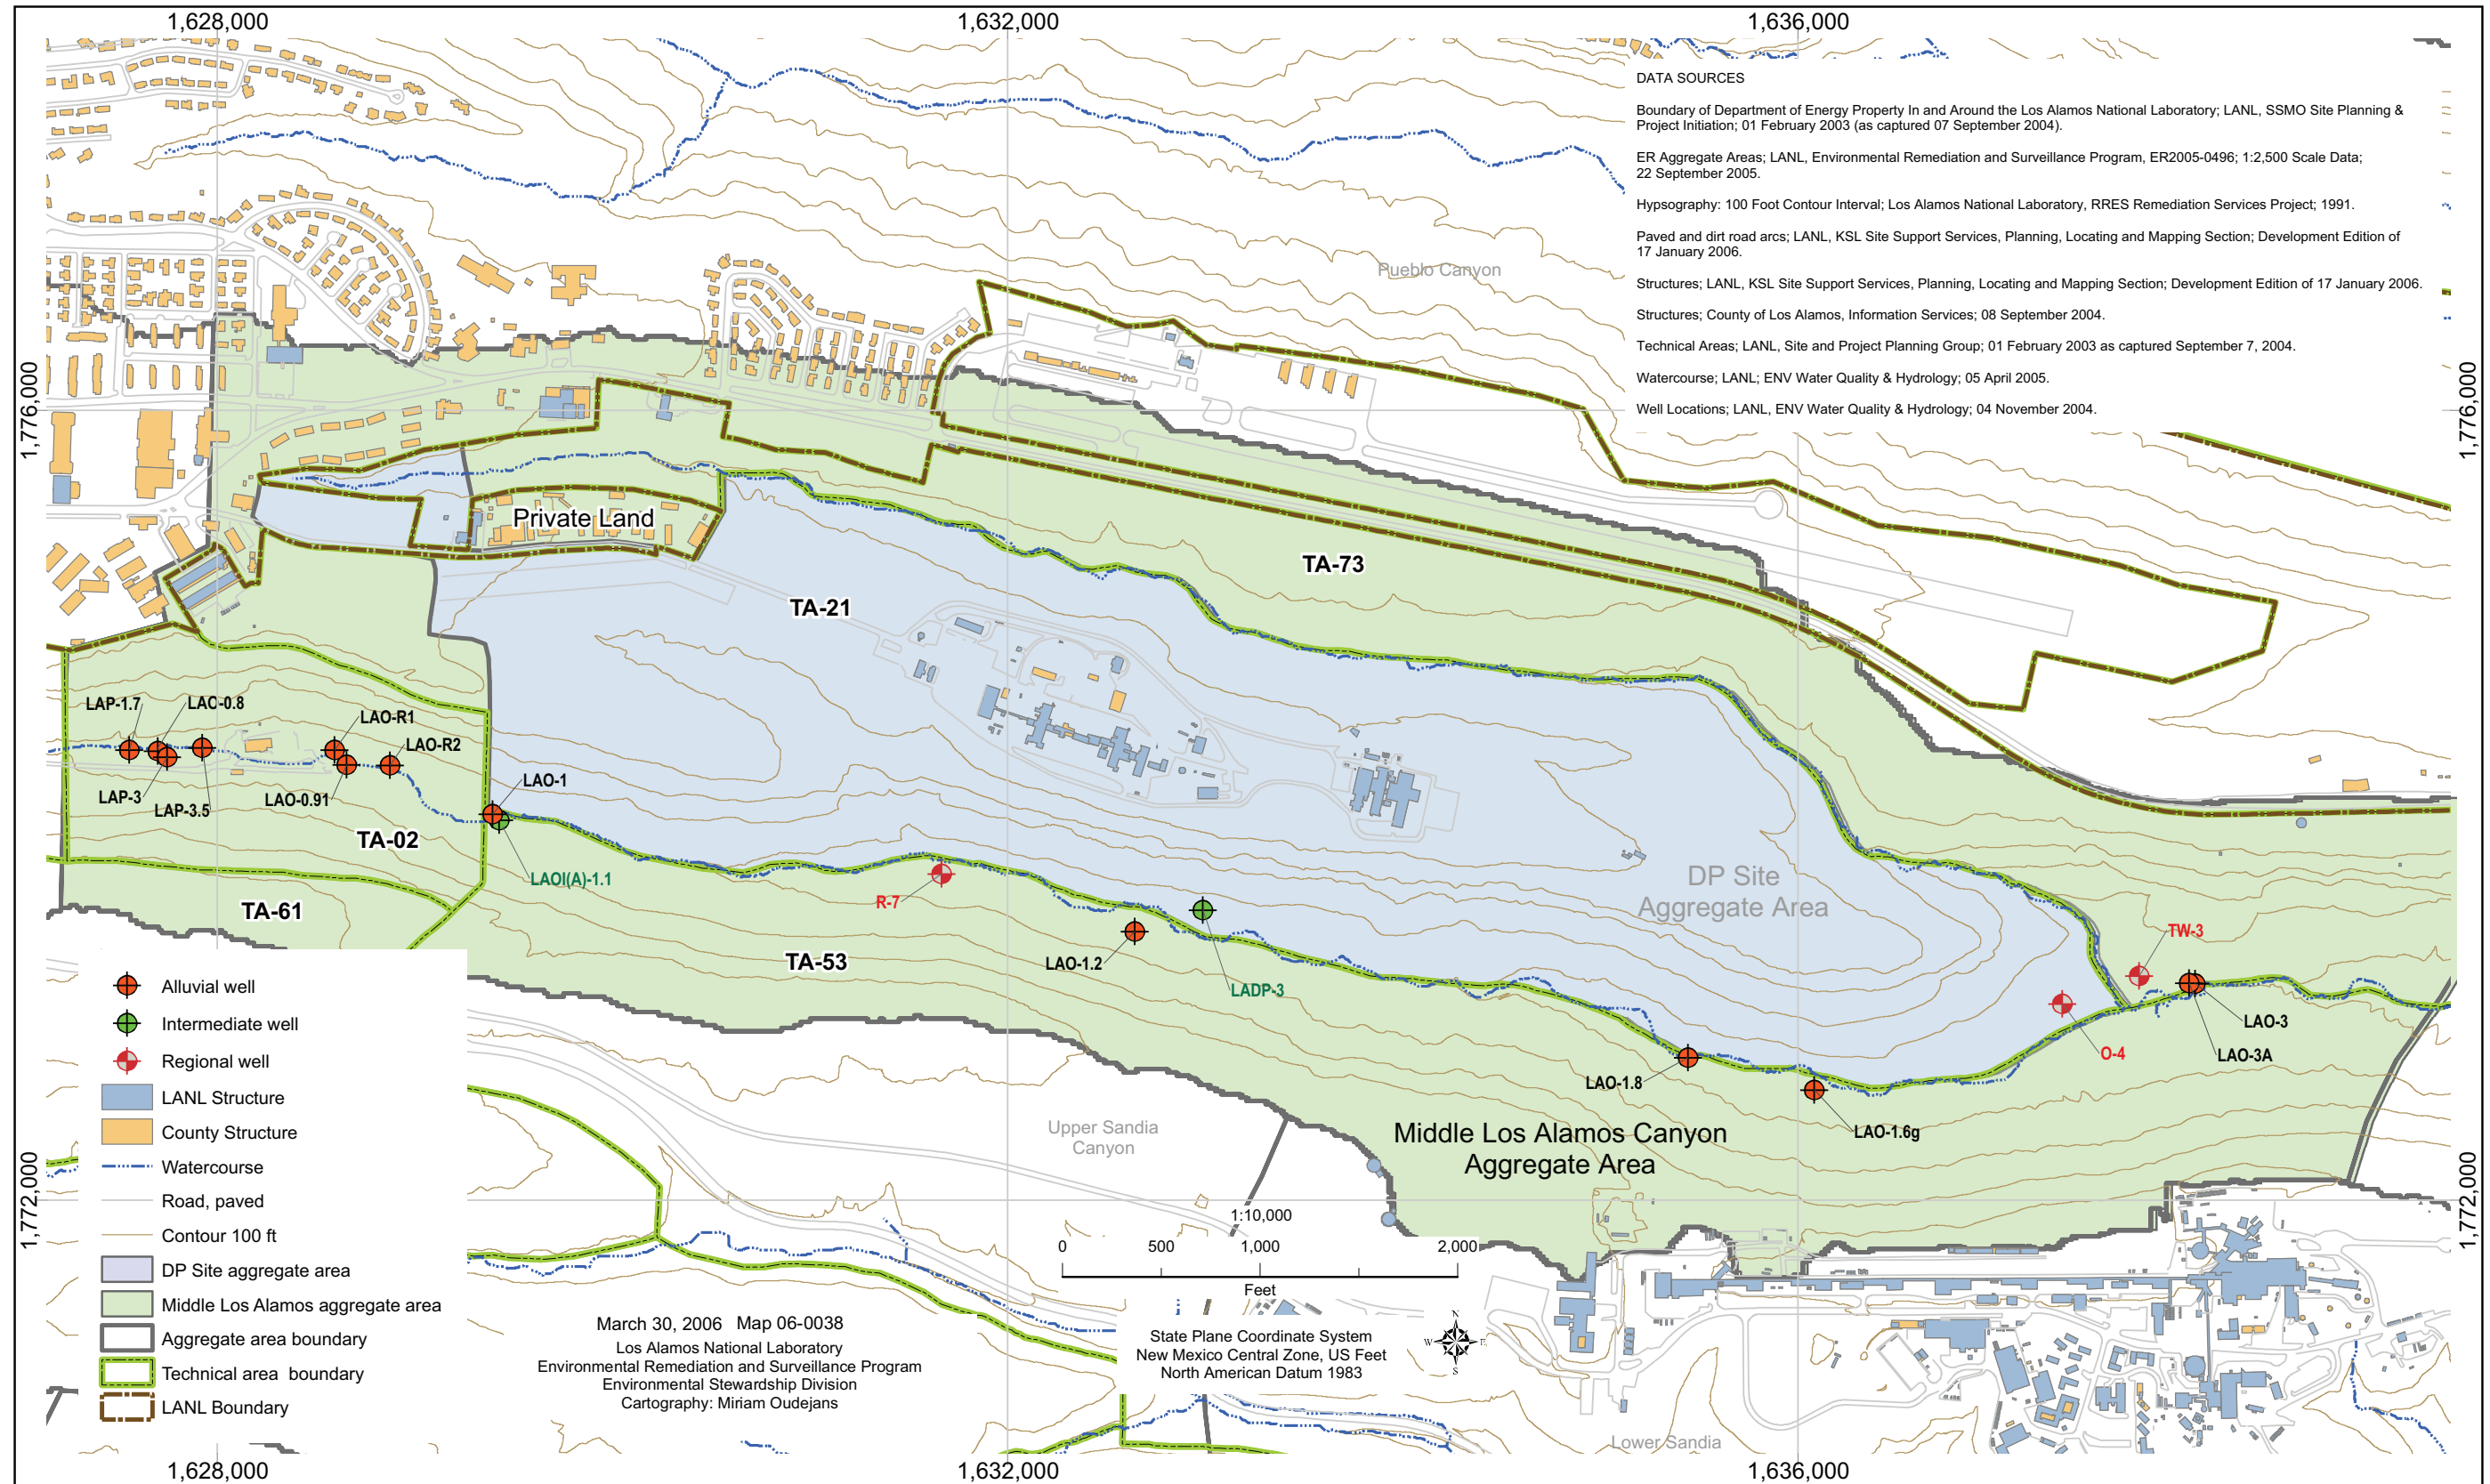 1,628,000
1,632,000
1,636,000
DATA SOURCES
Boundary of Department of Energy Property In and Around the Los Alamos National Laboratory; LANL, SSMO Site Planning &
Project Initiation; 01 February 2003 (as captured 07 September 2004).
ER Aggregate Areas; LANL, Environmental Remediation and Surveillance Program, ER2005-0496; 1:2,500 Scale Data;
22 September 2005.
Hypsography: 100 Foot Contour Interval; Los Alamos National Laboratory, RRES Remediation Services Project; 1991.
Paved and dirt road arcs; LANL, KSL Site Support Services, Planning, Locating and Mapping Section; Development Edition of
17 January 2006.
Structures; LANL, KSL Site Support Services, Planning, Locating and Mapping Section; Development Edition of 17 January 2006.
Structures; County of Los Alamos, Information Services; 08 September 2004.
Technical Areas; LANL, Site and Project Planning Group; 01 February 2003 as captured September 7, 2004.
Watercourse; LANL; ENV Water Quality & Hydrology; 05 April 2005.
Well Locations; LANL, ENV Water Quality & Hydrology; 04 November 2004.
Pueblo Canyon
1,776,000
1,776,000
Private Land
TA-73
TA-21
LAP-1.7
LAO-0.8
LAO-R1
LAO-R2
LAP-3
LAP-3.5
LAO-0.91
LAO-1
TA-02
LAOI(A)-1.1
TA-61
R-7
DP Site
Aggregate Area
TA-53
LAO-1.2
LADP-3
TW-3
O-4
LAO-3
LAO-3A
LAO-1.8
LAO-1.6g
Middle Los Alamos Canyon
Aggregate Area
Upper Sandia
Canyon
1,772,000
1,772,000
Alluvial well
Intermediate well
Regional well
LANL Structure
County Structure
Watercourse
Road, paved
Contour 100 ft
DP Site aggregate area
Middle Los Alamos aggregate area
Aggregate area boundary
Technical area boundary
LANL Boundary
1:10,000
0 500 1,000 2,000
Feet
March 30, 2006 Map 06-0038
Los Alamos National Laboratory
Environmental Remediation and Surveillance Program
Environmental Stewardship Division
Cartography: Miriam Oudejans
State Plane Coordinate System
New Mexico Central Zone, US Feet
North American Datum 1983
N
W E
S
Lower Sandia
1,628,000
1,632,000
1,636,000